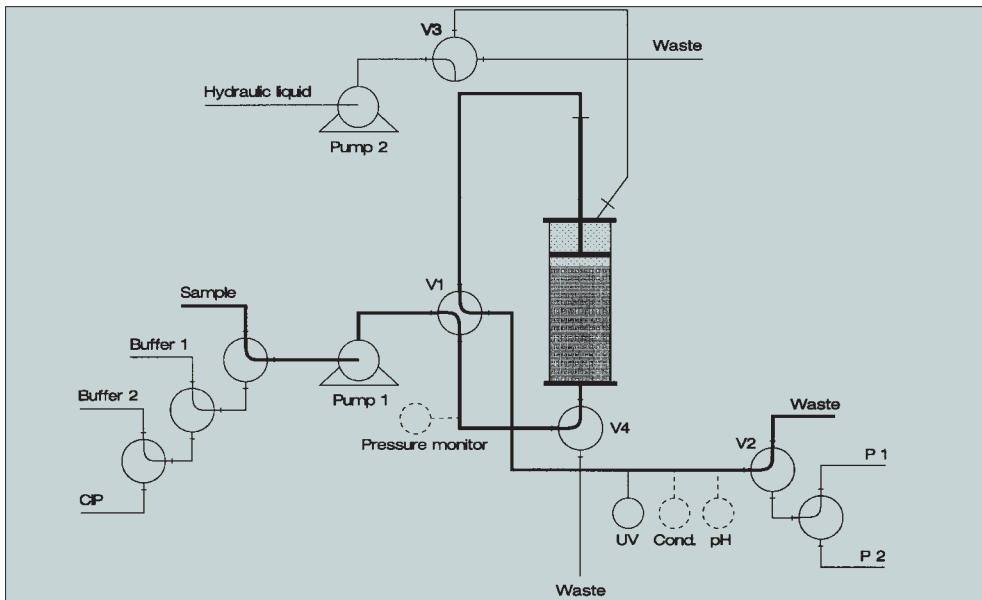 V3
Waste
Hydraulic liquid
Pump 2
Sample
V1
Buffer 1
Pump 1
Buffer 2
Pressure monitor
V4
V2
Waste
P 1
CIP
UV
Cond.
pH
P 2
Waste